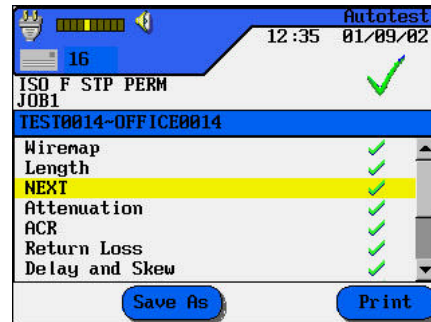 Autotest
12:35 01/09/02
16
ISO F STP PERM
JOB1
TEST0014~OFFICE0014
Wiremap
Length
NEXT
Attenuation
ACR
Return Loss
Delay and Skew
Save As
Print